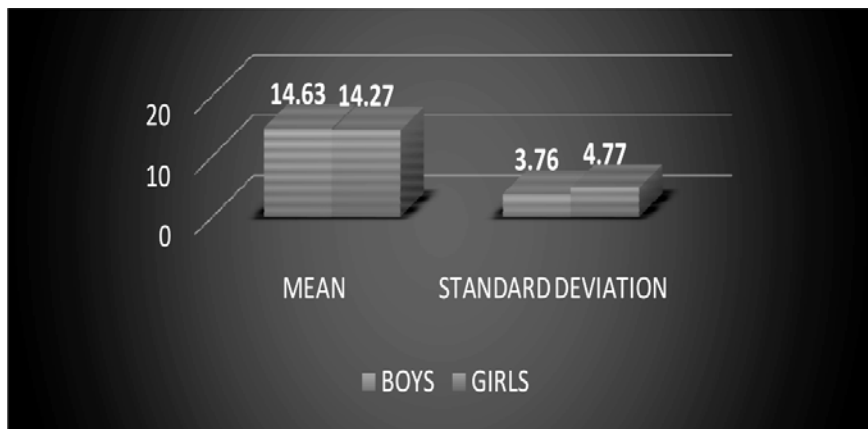 20
10
0
14.63 14.27
3.76 4.77
MEAN STANDARD DEVIATION
BOYS GIRLS